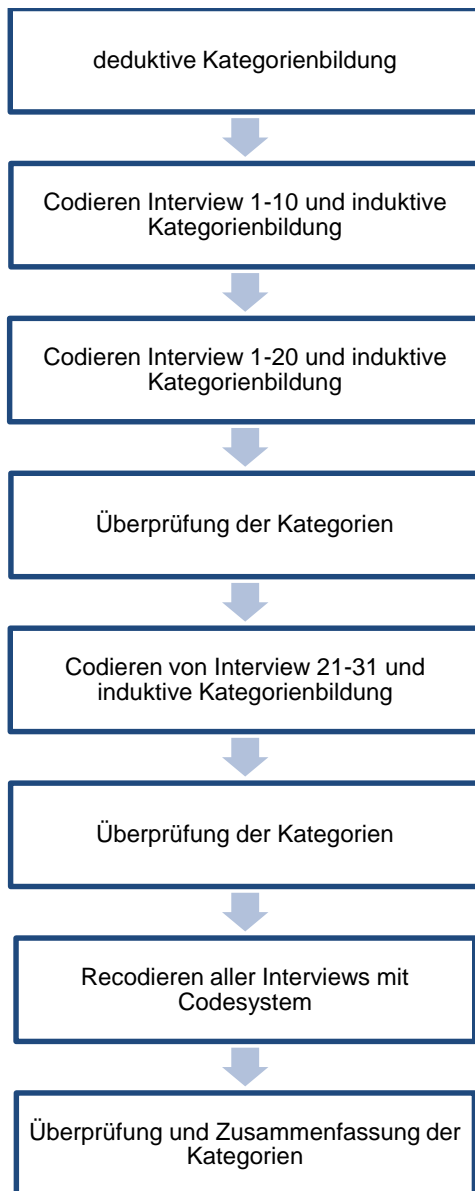 deduktive Kategorienbildung
Codieren Interview 1-10 und induktive
Kategorienbildung
Codieren Interview 1-20 und induktive
Kategorienbildung
Überprüfung der Kategorien
Codieren von Interview 21-31 und
induktive Kategorienbildung
Überprüfung der Kategorien
Recodieren aller Interviews mit
Codesystem
Überprüfung und Zusammenfassung der
Kategorien